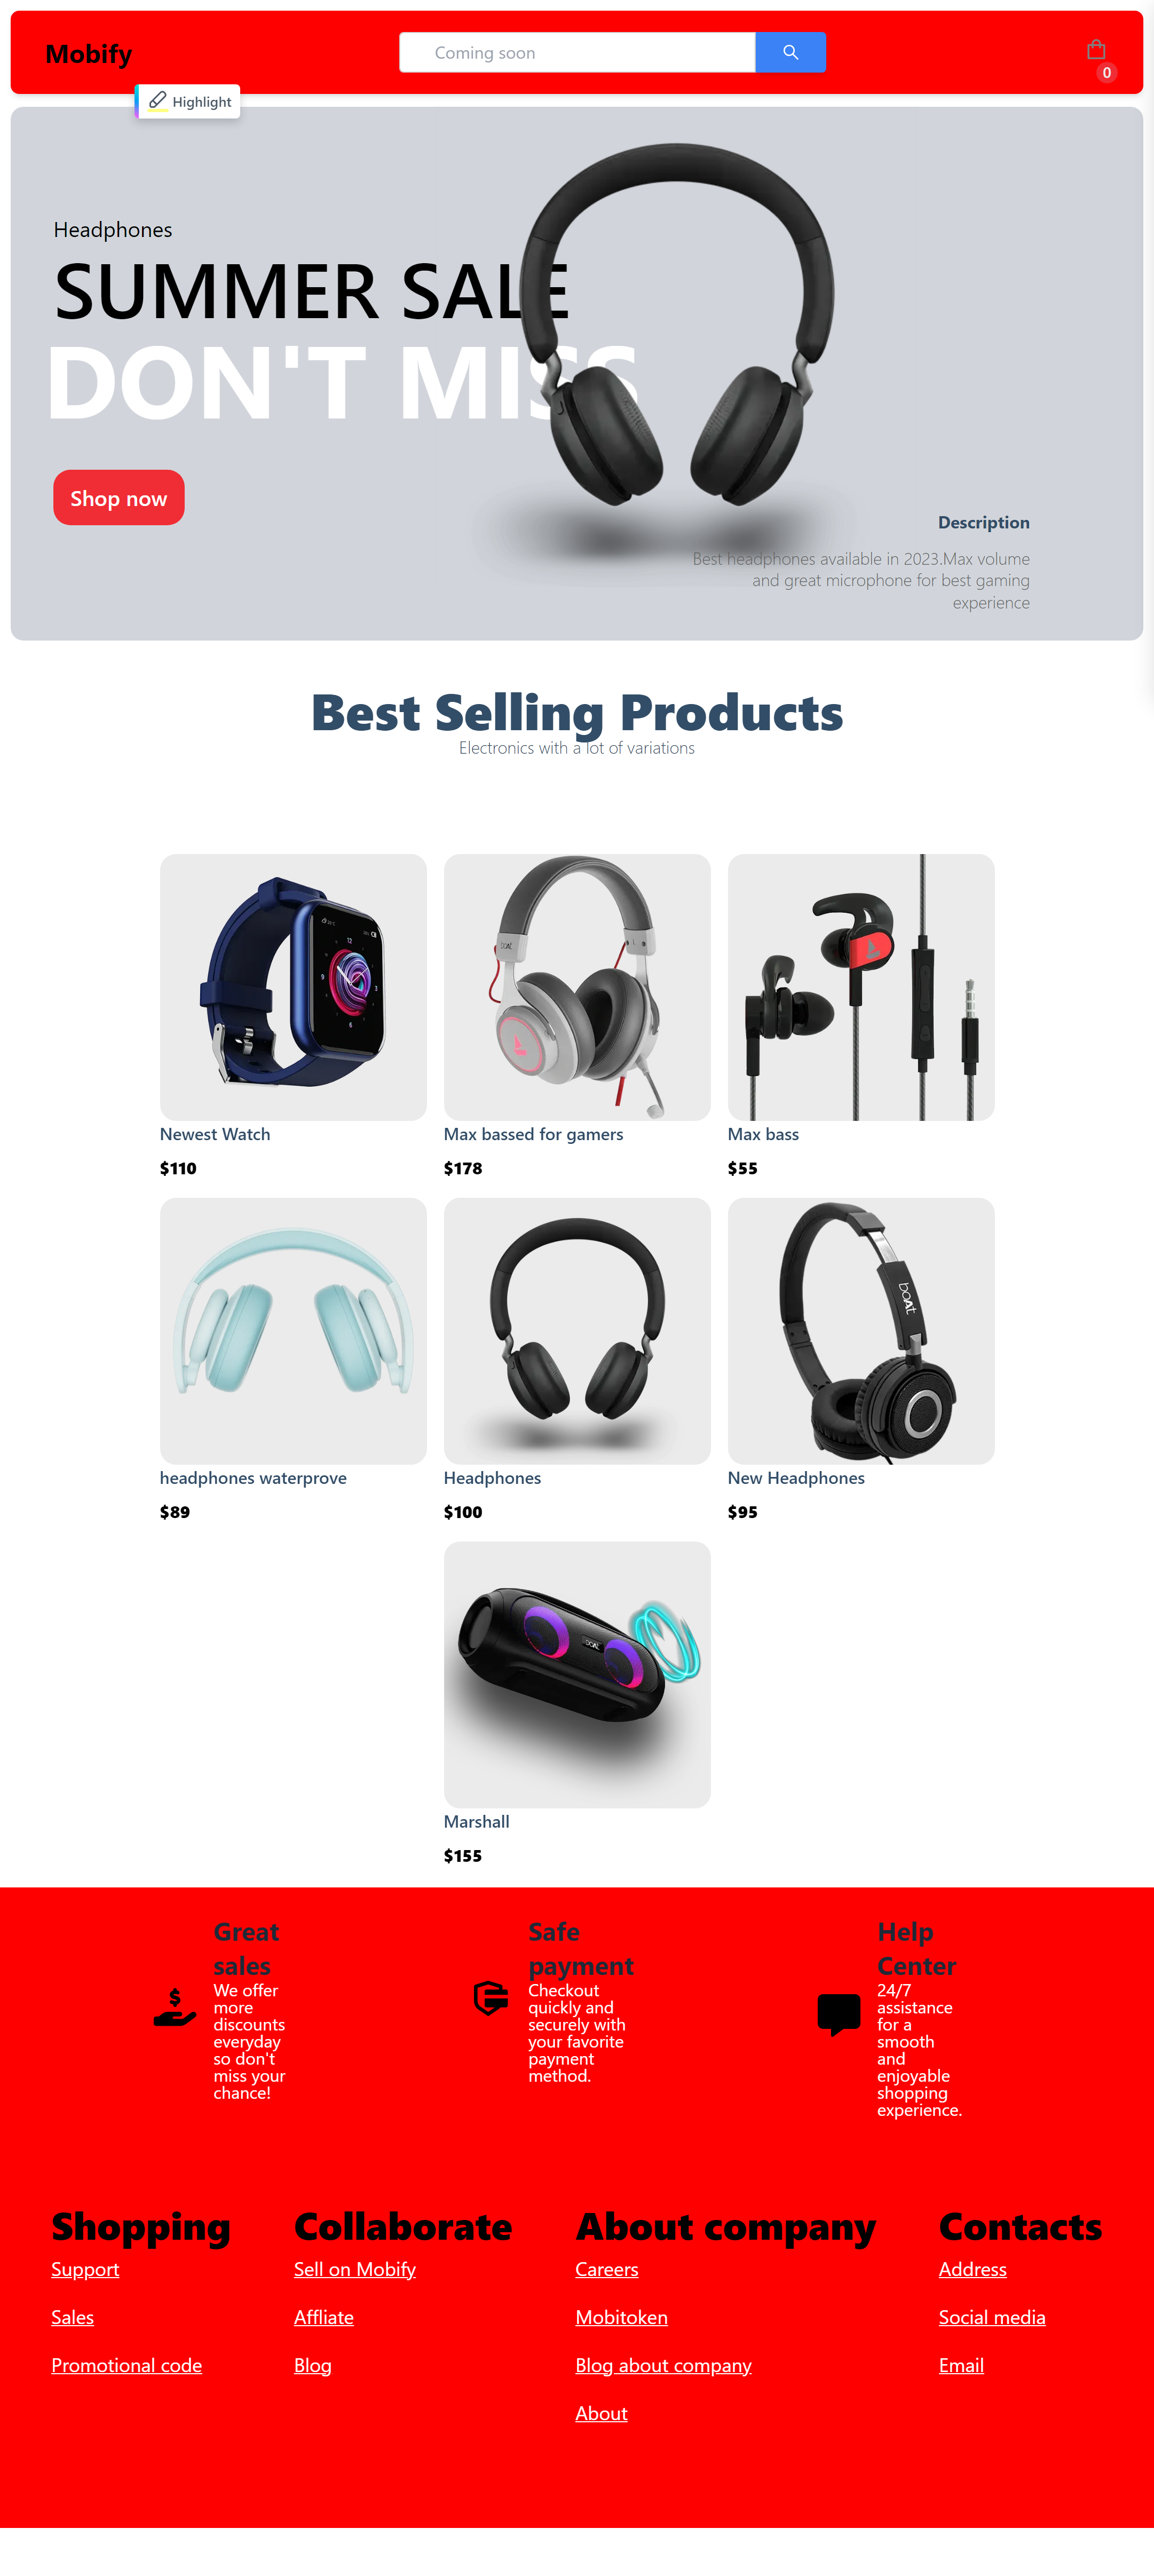 Mobify
Coming soon
0
Highlight
Headphones
SUMMER SALE
DON'T MISS
Shop now
Description
Best headphones available in 2023.Max volume
and great microphone for best gaming
experience
Best Selling Products
Electronics with a lot of variations
boAt
Newest Watch
$110
Max bassed for gamers
$178
Max bass
$55
boAt
headphones waterprove
$89
Headphones
$100
New Headphones
$95
boAt
Marshall
$155
Great
sales
We offer
more
discounts
everyday
so don't
miss your
chance!
Safe
payment
Checkout
quickly and
securely with
your favorite
payment
method.
Help
Center
24/7
assistance
for a
smooth
and
enjoyable
shopping
experience.
Shopping
Support
Sales
Promotional code
Collaborate
Sell on Mobify
Affliate
Blog
About company
Careers
Mobitoken
Blog about company
About
Contacts
Address
Social media
Email